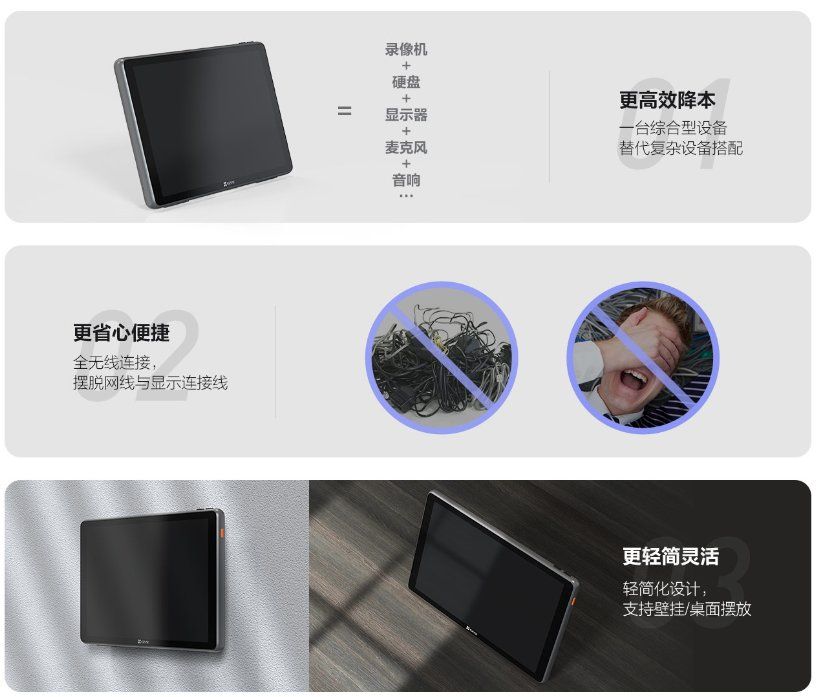 录像机
+
硬盘
+
显示器
+
麦克风
+
音响
...
01
更高效降本
一台综合型设备
替代复杂设备搭配
=
02
更省心便捷
全无线连接,
摆脱网线与显示连接线
03
更轻简灵活
轻简化设计,
支持壁挂/桌面摆放